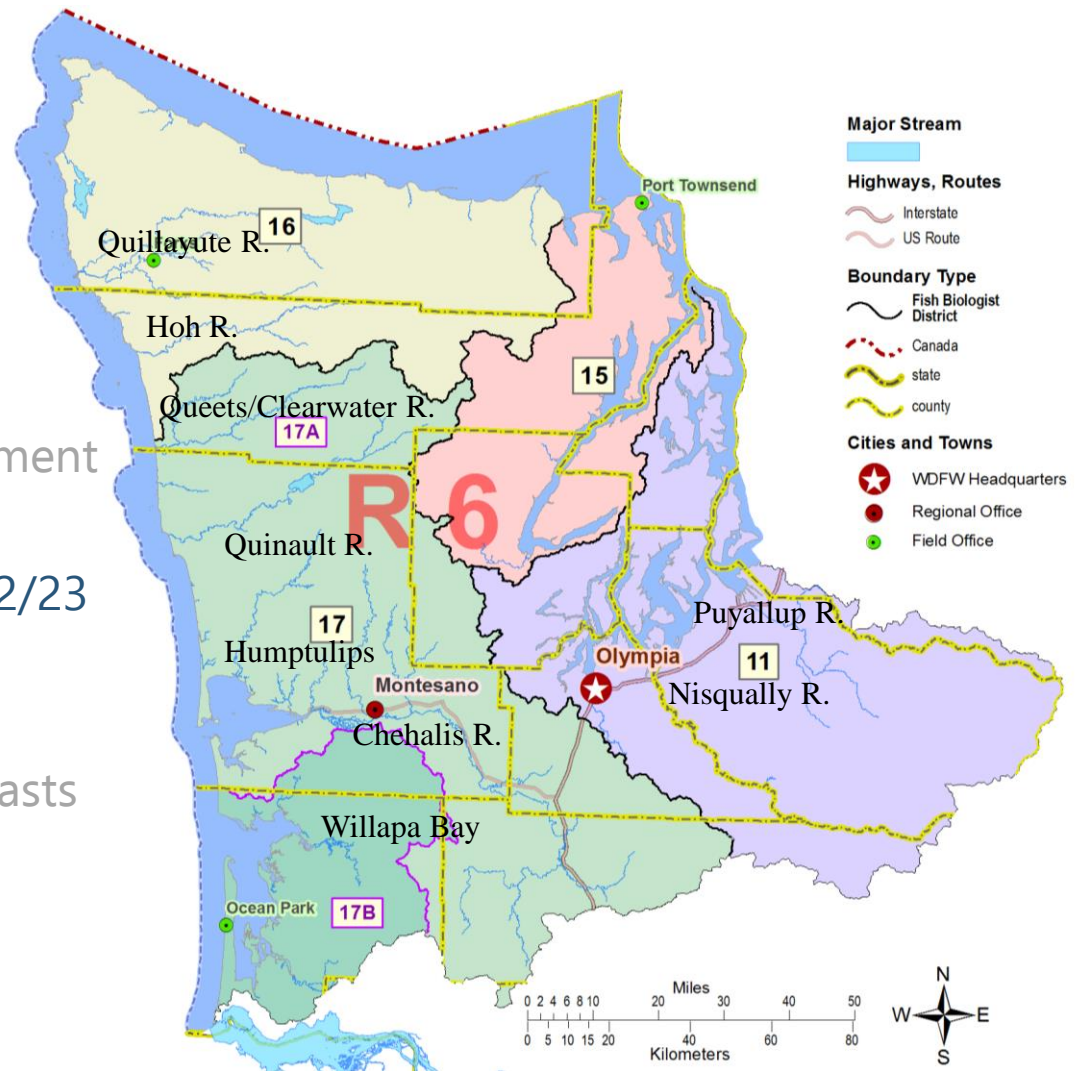 Port Townsend
16
Quillayute R.
Hoh R.
15
Queets/Clearwater R.
17A
R 6
Quinault R.
17
Humptulips
Montesano
Chehalis R.
Puyallup R.
Olympia
11
Nisqually R.
Willapa Bay
17B
Ocean Park
ment
2/23
asts
Major Stream
Highways, Routes
Interstate
US Route
Boundary Type
Fish Biologist
District
Canada
state
county
Cities and Towns
WDFW Headquarters
Regional Office
Field Office
Miles
0 2 4 6 8 10 20 30 40 50
0 5 10 15 20 40 60 80
Kilometers
N
W E
S